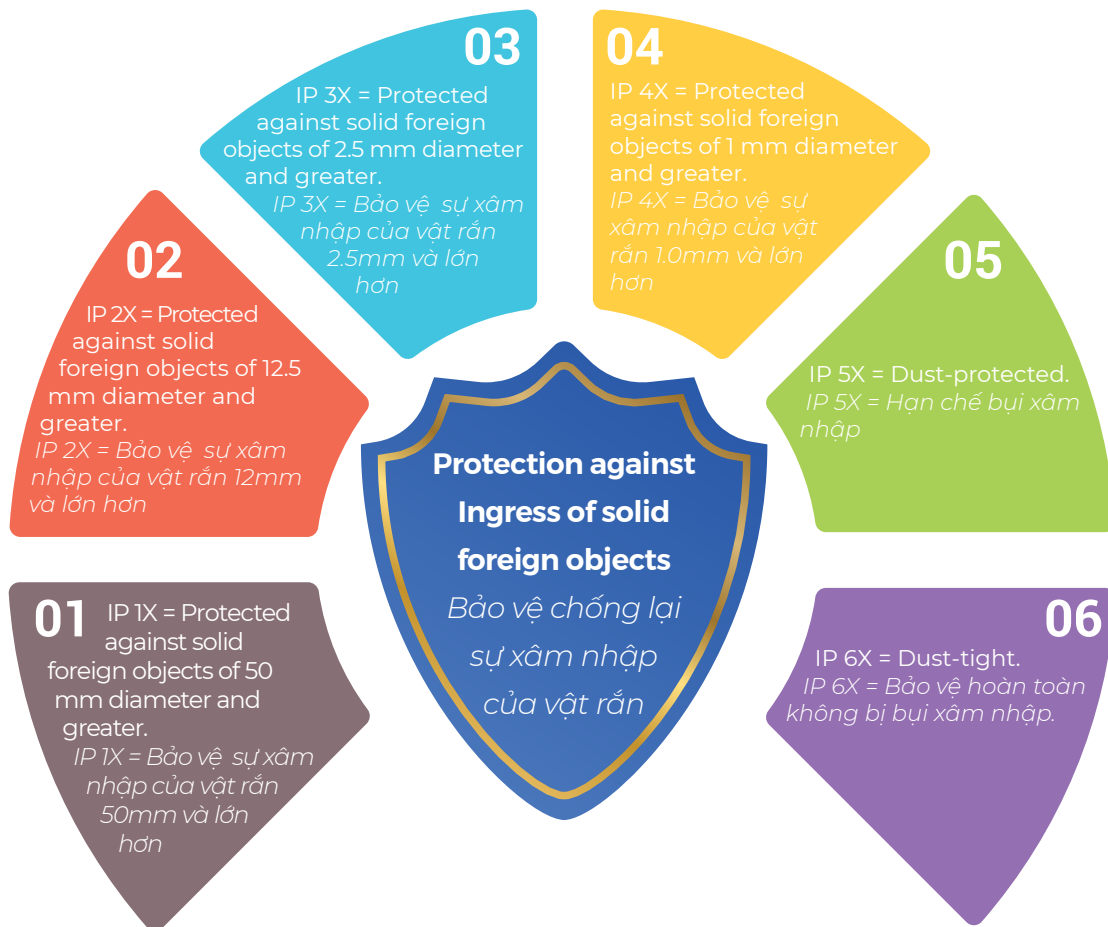 03
IP 3X = Protected
against solid foreign
objects of 2.5 mm diameter
and greater.
IP 3X = Bảo vệ sự xâm
nhập của vật rắn
2.5mm và lớn
hơn
04
IP 4X = Protected
against solid foreign
objects of 1 mm diameter
and greater.
IP 4X = Bảo vệ sự
xâm nhập của vật
rắn 1.0mm và lớn
hơn
02
IP 2X = Protected
against solid
foreign objects of 12.5
mm diameter and
greater.
IP 2X = Bảo vệ sự xâm
nhập của vật rắn 12mm
và lớn hơn
05
IP 5X = Dust-protected.
IP 5X = Hạn chế bụi xâm
nhập
Protection against
Ingress of solid
foreign objects
Bảo vệ chống lại
sự xâm nhập
của vật rắn
01 IP 1X = Protected
against solid
foreign objects of 50
mm diameter and
greater.
IP 1X = Bảo vệ sự xâm
nhập của vật rắn
50mm và lớn
hơn
06
IP 6X = Dust-tight.
IP 6X = Bảo vệ hoàn toàn
không bị bụi xâm nhập.